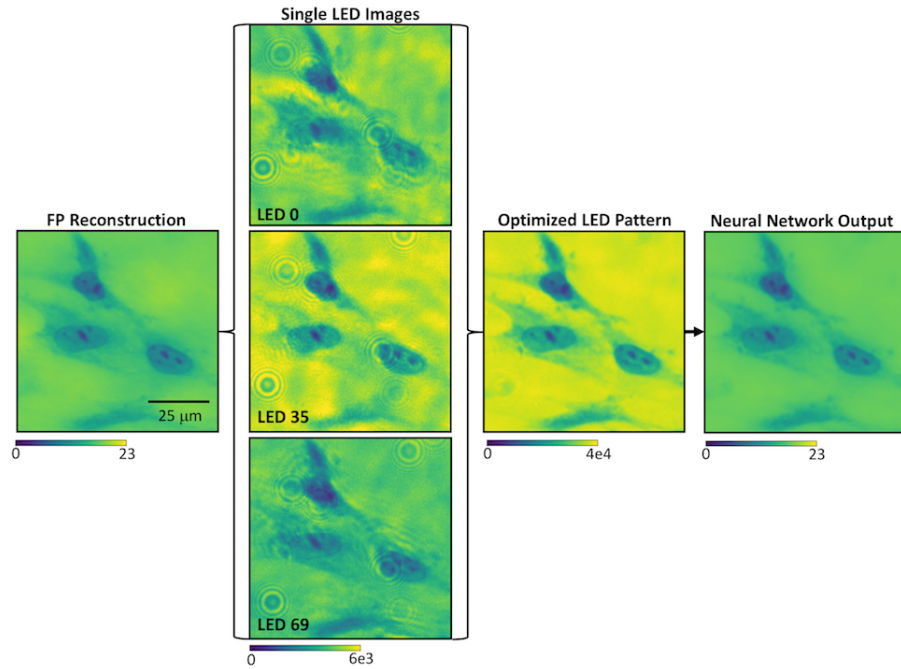 Single LED Images
LED 0
FP Reconstruction
25 µm
0 23
LED 35
LED 69
0 6e3
Optimized LED Pattern
0 4e4
Neural Network Output
0 23